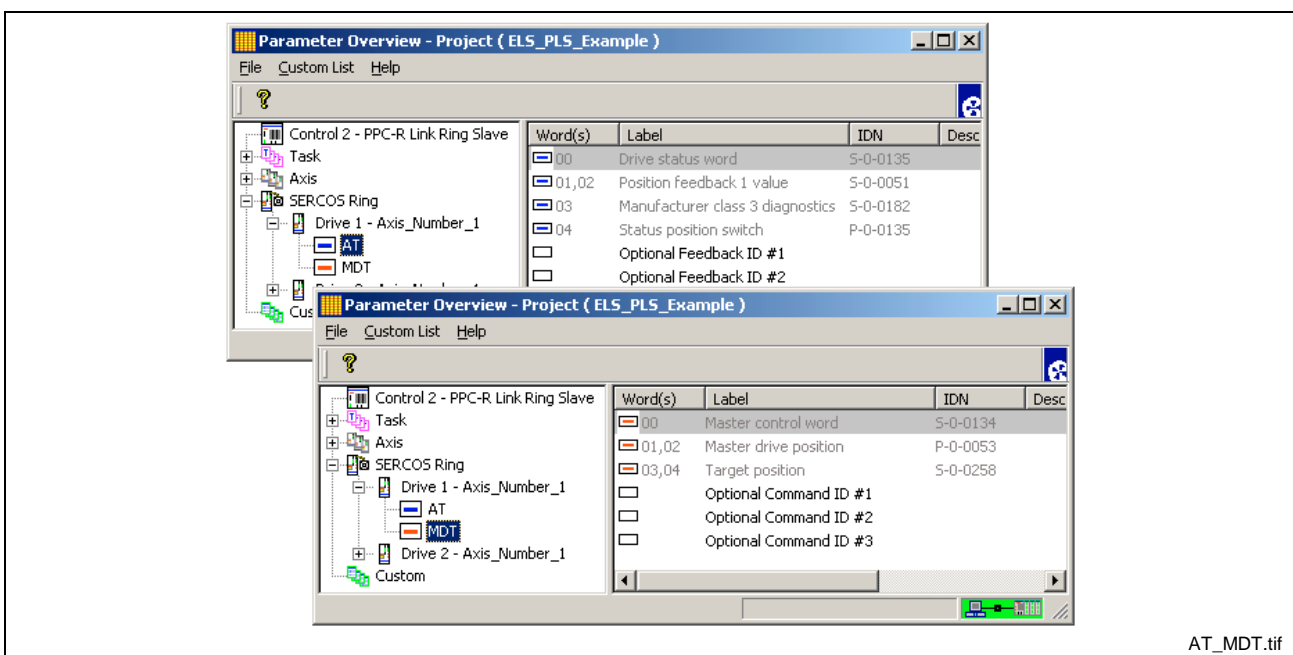 Parameter Overview - Project ( ELS_PLS_Example )
File Custom List Help
Control 2 - PPC-R Link Ring Slave
Task
Axis
SERCOS Ring
Drive 1 - Axis_Number_1
AT
MDT
Word(s) Label IDN Desc
00 Drive status word S-0-0135
01,02 Position feedback 1 value S-0-0051
03 Manufacturer class 3 diagnostics S-0-0182
04 Status position switch P-0-0135
Optional Feedback ID #1
Optional Feedback ID #2
Parameter Overview - Project ( ELS_PLS_Example )
File Custom List Help
Control 2 - PPC-R Link Ring Slave
Task
Axis
SERCOS Ring
Drive 1 - Axis_Number_1
AT
MDT
Drive 2 - Axis_Number_1
Custom
Word(s) Label IDN Desc
00 Master control word S-0-0134
01,02 Master drive position P-0-0053
03,04 Target position S-0-0258
Optional Command ID #1
Optional Command ID #2
Optional Command ID #3
AT_MDT.tif